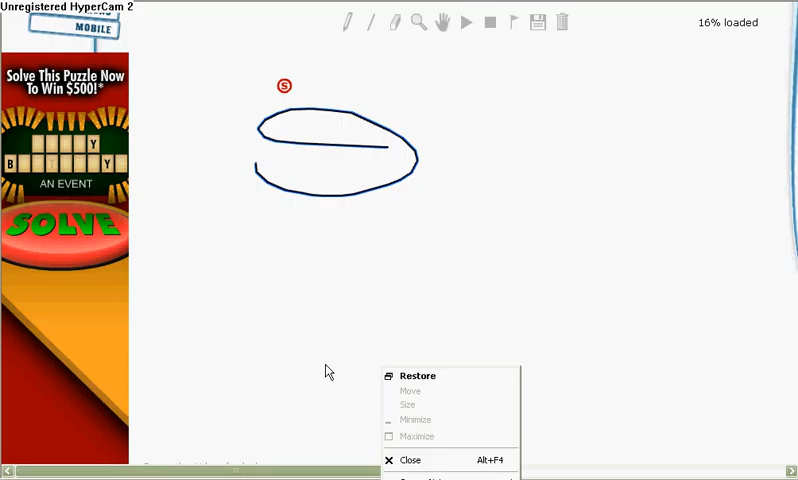 Unregistered HyperCam 2
MOBILE
16% loaded
Solve This Puzzle Now
To Win $500!*
S
Y
B Y
AN EVENT
SOLVE
Restore
Move
Size
Minimize
Maximize
Close Alt+F4